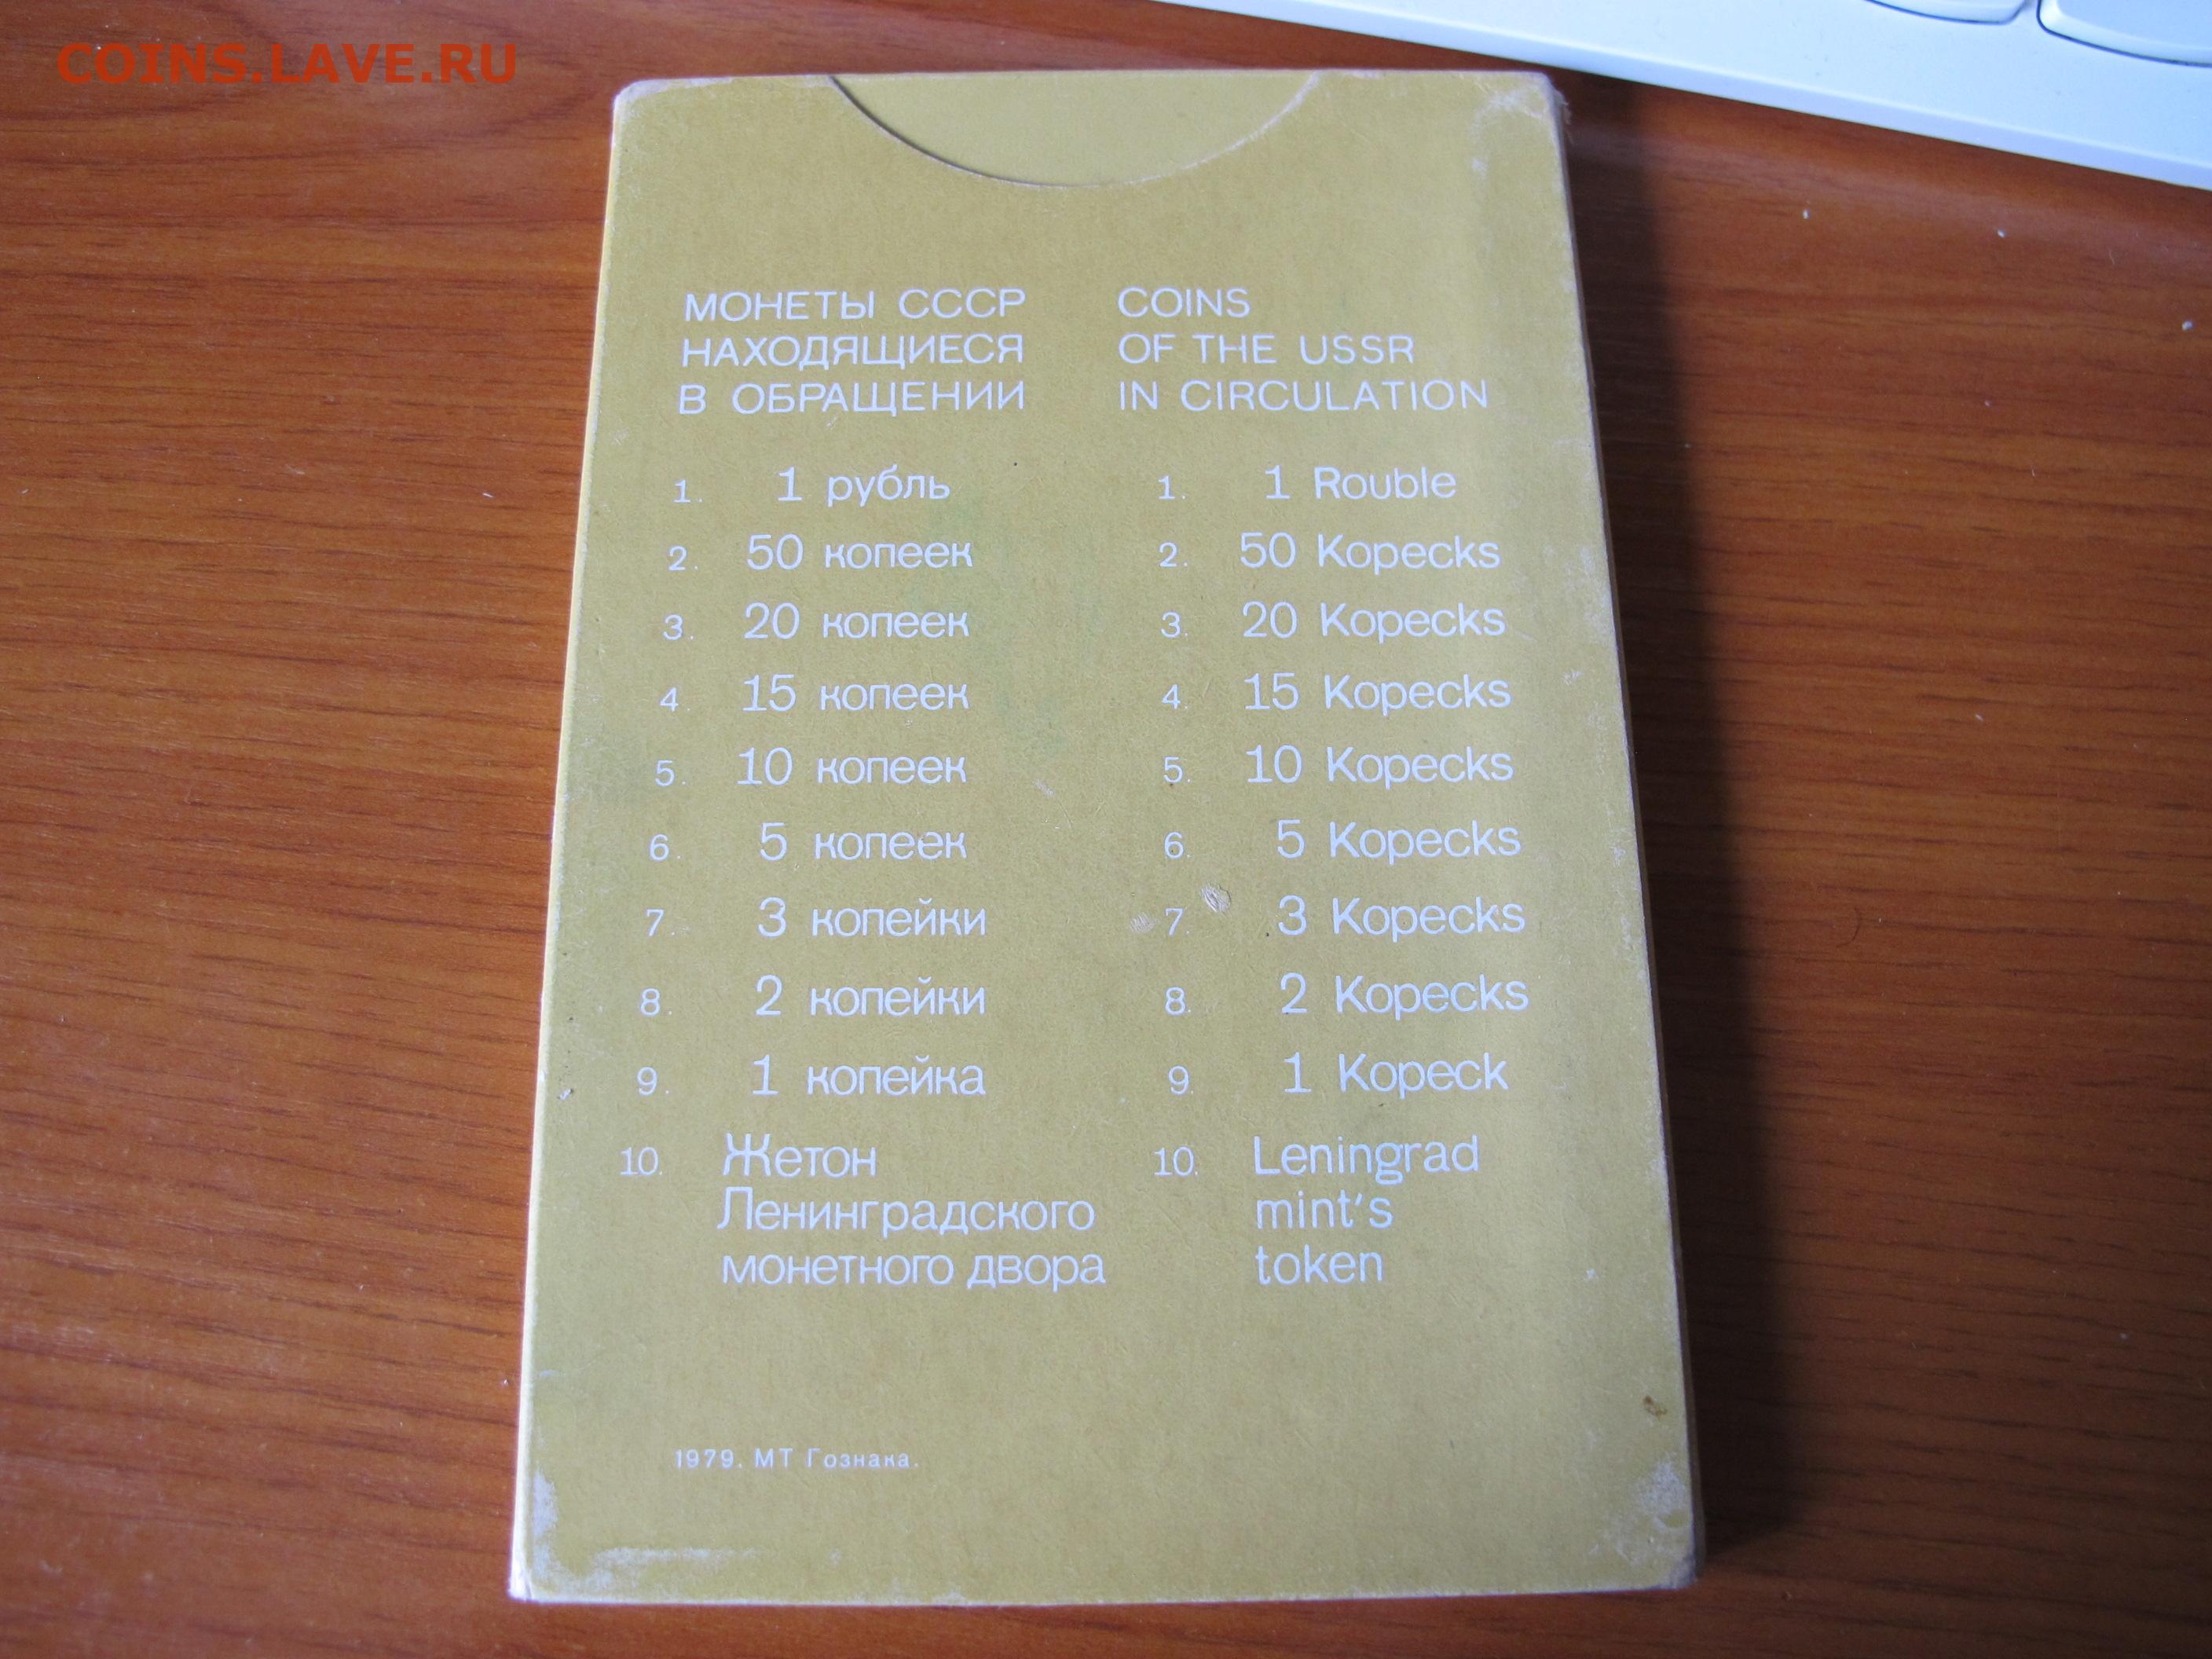 COINS.LAVE.RU
МОНЕТЫ СССР
НАХОДЯЩИЕСЯ
В ОБРАЩЕНИИ
1. 1 рубль
2. 50 копеек
3. 20 копеек
4. 15 копеек
5. 10 копеек
6. 5 копеек
7. 3 копейки
8. 2 копейки
9. 1 копейка
10. Жетон
Ленинградского
монетного двора
COINS
OF THE USSR
IN CIRCULATION
1. 1 Rouble
2. 50 Kopecks
3. 20 Kopecks
4. 15 Kopecks
5. 10 Kopecks
6. 5 Kopecks
7. 3 Kopecks
8. 2 Kopecks
9. 1 Kopeck
10. Leningrad
mint's
token
1979. МТ Гознака.